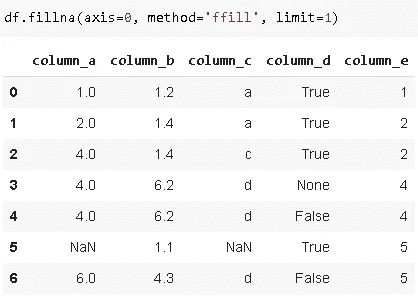 df.fillna(axis=0, method='ffill', limit=1)
column_a column_b column_c column_d column_e
0 1.0 1.2 a True 1
1 2.0 1.4 a True 2
2 4.0 1.4 c True 2
3 4.0 6.2 d None 4
4 4.0 6.2 d False 4
5 NaN 1.1 NaN True 5
6 6.0 4.3 d False 5